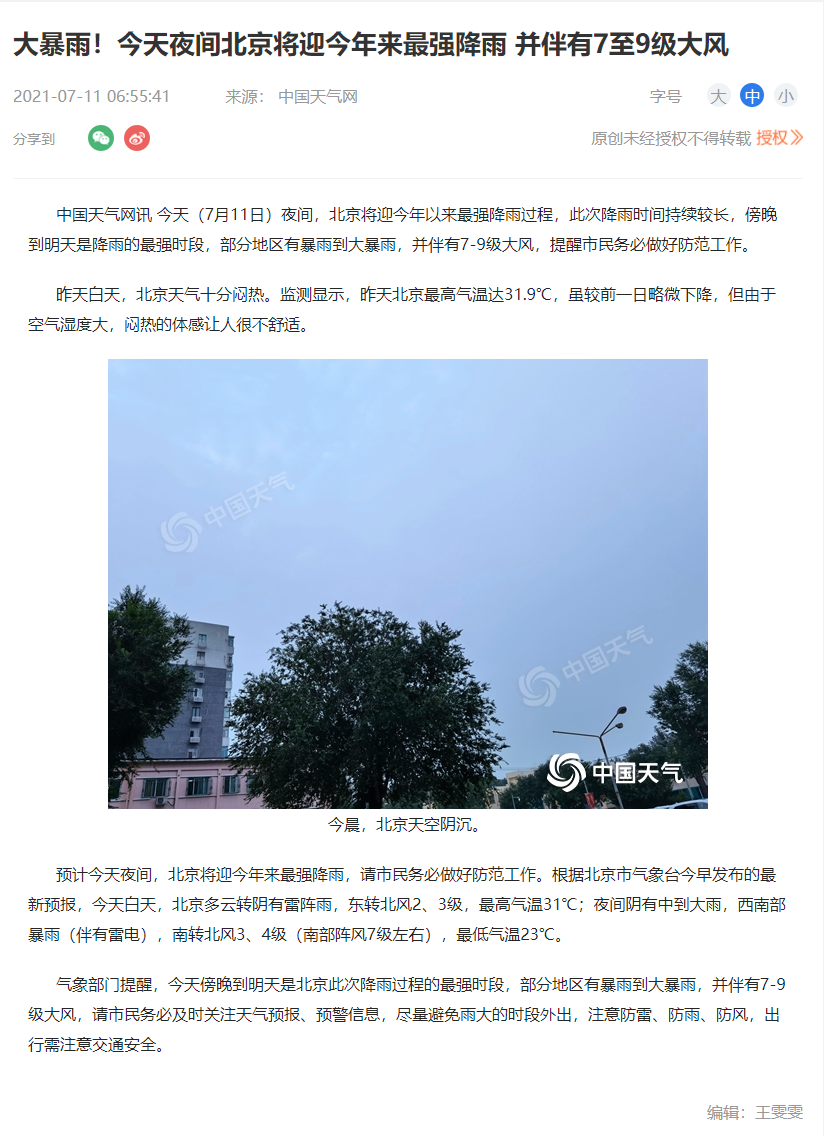 大暴雨！今天夜间北京将迎今年来最强降雨 并伴有7至9级大风
2021-07-11 06:55:41 来源： 中国天气网 字号 大 中 小
分享到 原创未经授权不得转载 授权
中国天气网讯 今天（7月11日）夜间，北京将迎今年以来最强降雨过程，此次降雨时间持续较长，傍晚
到明天是降雨的最强时段，部分地区有暴雨到大暴雨，并伴有7-9级大风，提醒市民务必做好防范工作。
昨天白天，北京天气十分闷热。监测显示，昨天北京最高气温达31.9℃，虽较前一日略微下降，但由于
空气湿度大，闷热的体感让人很不舒适。
中国天气
中国天气
中国天气
今晨，北京天空阴沉。
预计今天夜间，北京将迎今年来最强降雨，请市民务必做好防范工作。根据北京市气象台今早发布的最
新预报，今天白天，北京多云转阴有雷阵雨，东转北风2、3级，最高气温31℃；夜间阴有中到大雨，西南部
暴雨（伴有雷电），南转北风3、4级（南部阵风7级左右），最低气温23℃。
气象部门提醒，今天傍晚到明天是北京此次降雨过程的最强时段，部分地区有暴雨到大暴雨，并伴有7-9
级大风，请市民务必及时关注天气预报、预警信息，尽量避免雨大的时段外出，注意防雷、防雨、防风，出
行需注意交通安全。
编辑：王雯雯